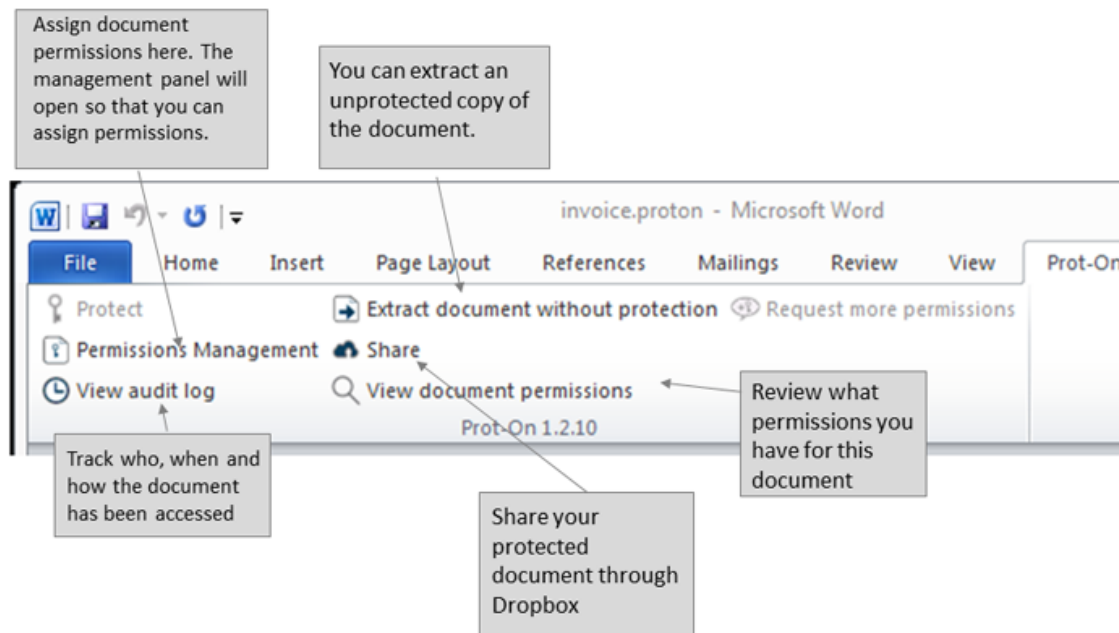 Assign document
permissions here. The
management panel will
open so that you can
assign permissions.
You can extract an
unprotected copy of
the document.
W
invoice.proton - Microsoft Word
File Home Insert Page Layout References Mailings Review View Prot-On
Protect Extract document without protection Request more permissions
Permissions Management Share
View audit log View document permissions
Prot-On 1.2.10
Review what
permissions you
have for this
document
Track who, when and
how the document
has been accessed
Share your
protected
document through
Dropbox